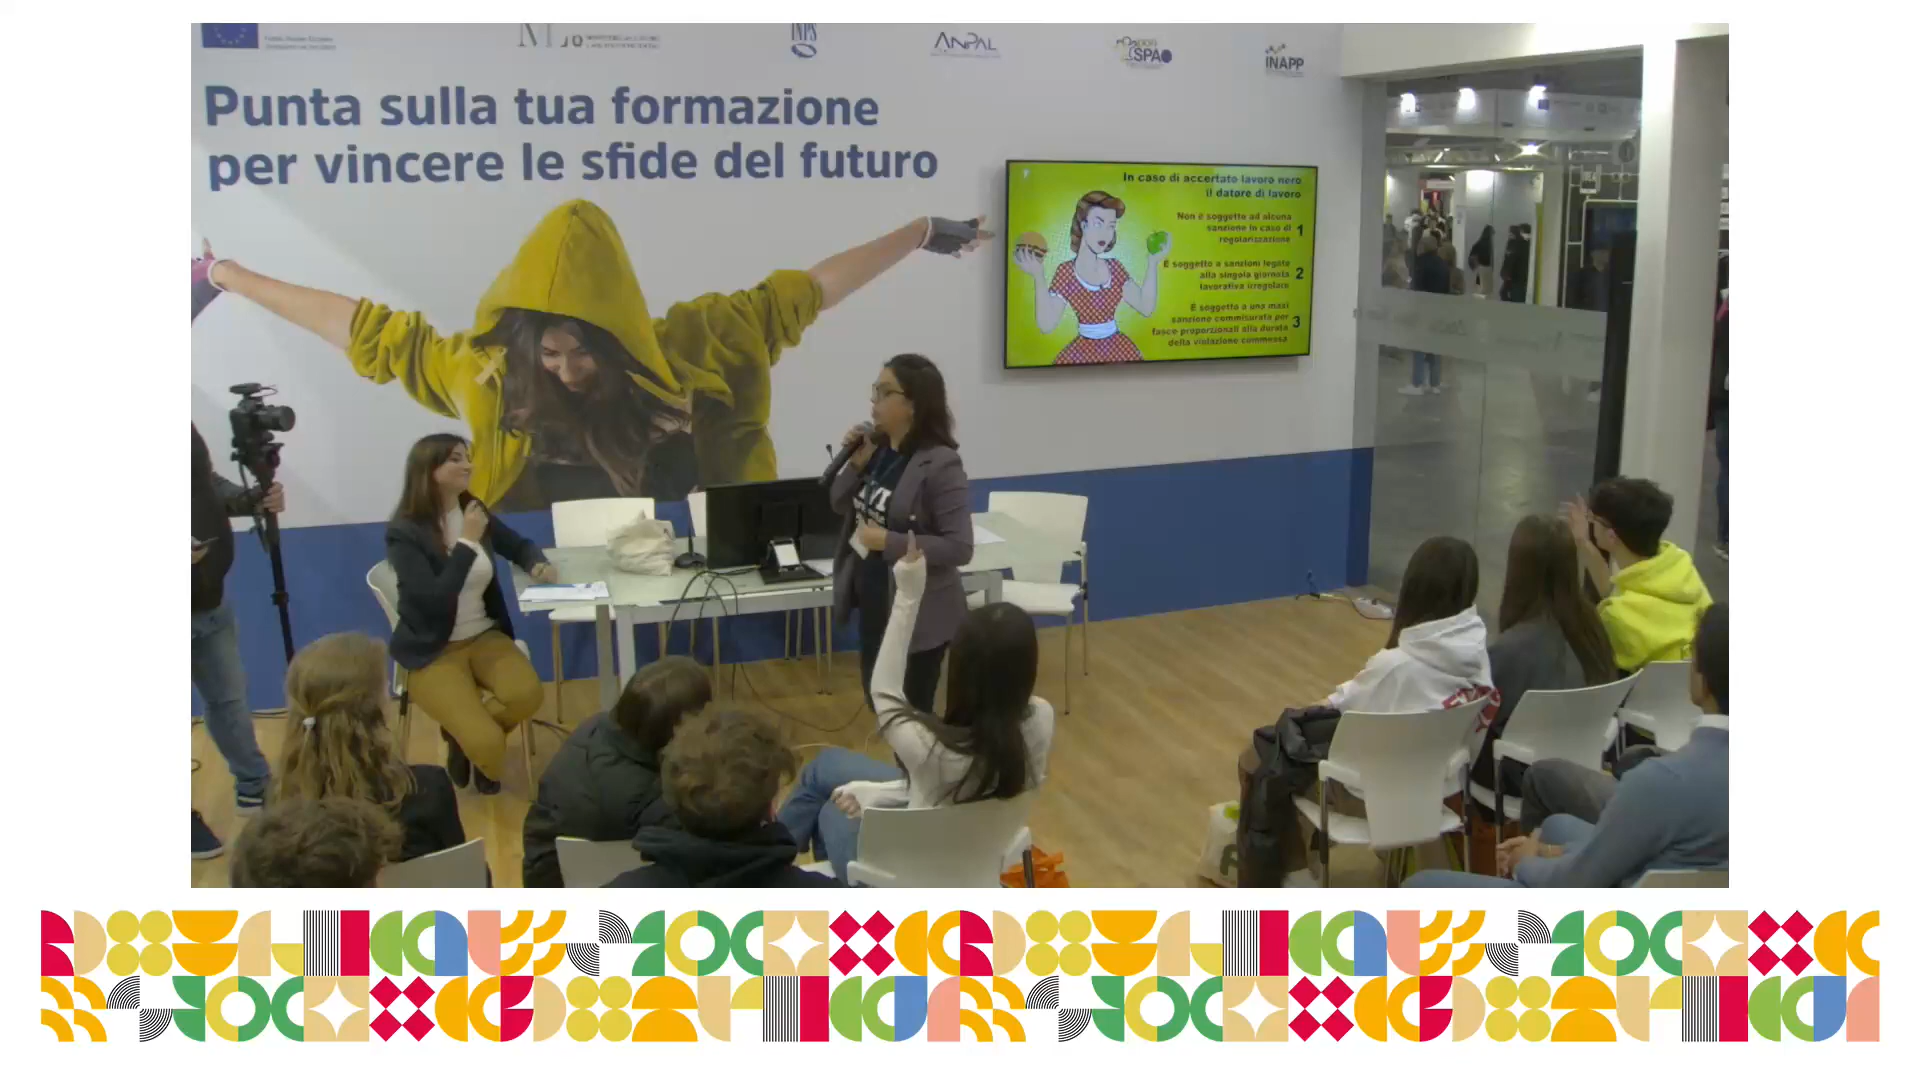 INPS
ANPAL
SPAO
INAPP
Punta sulla tua formazione
per vincere le sfide del futuro
In caso di accertato lavoro nero
il datore di lavoro
Non è soggetto ad alcuna
sanzione in caso di 1
regolarizzazione
È soggetto a sanzioni legate
alla singola giornata 2
lavorativa irregolare
È soggetto a una maxi
sanzione commisurata per 3
fasce proporzionali alla durata
della violazione commessa